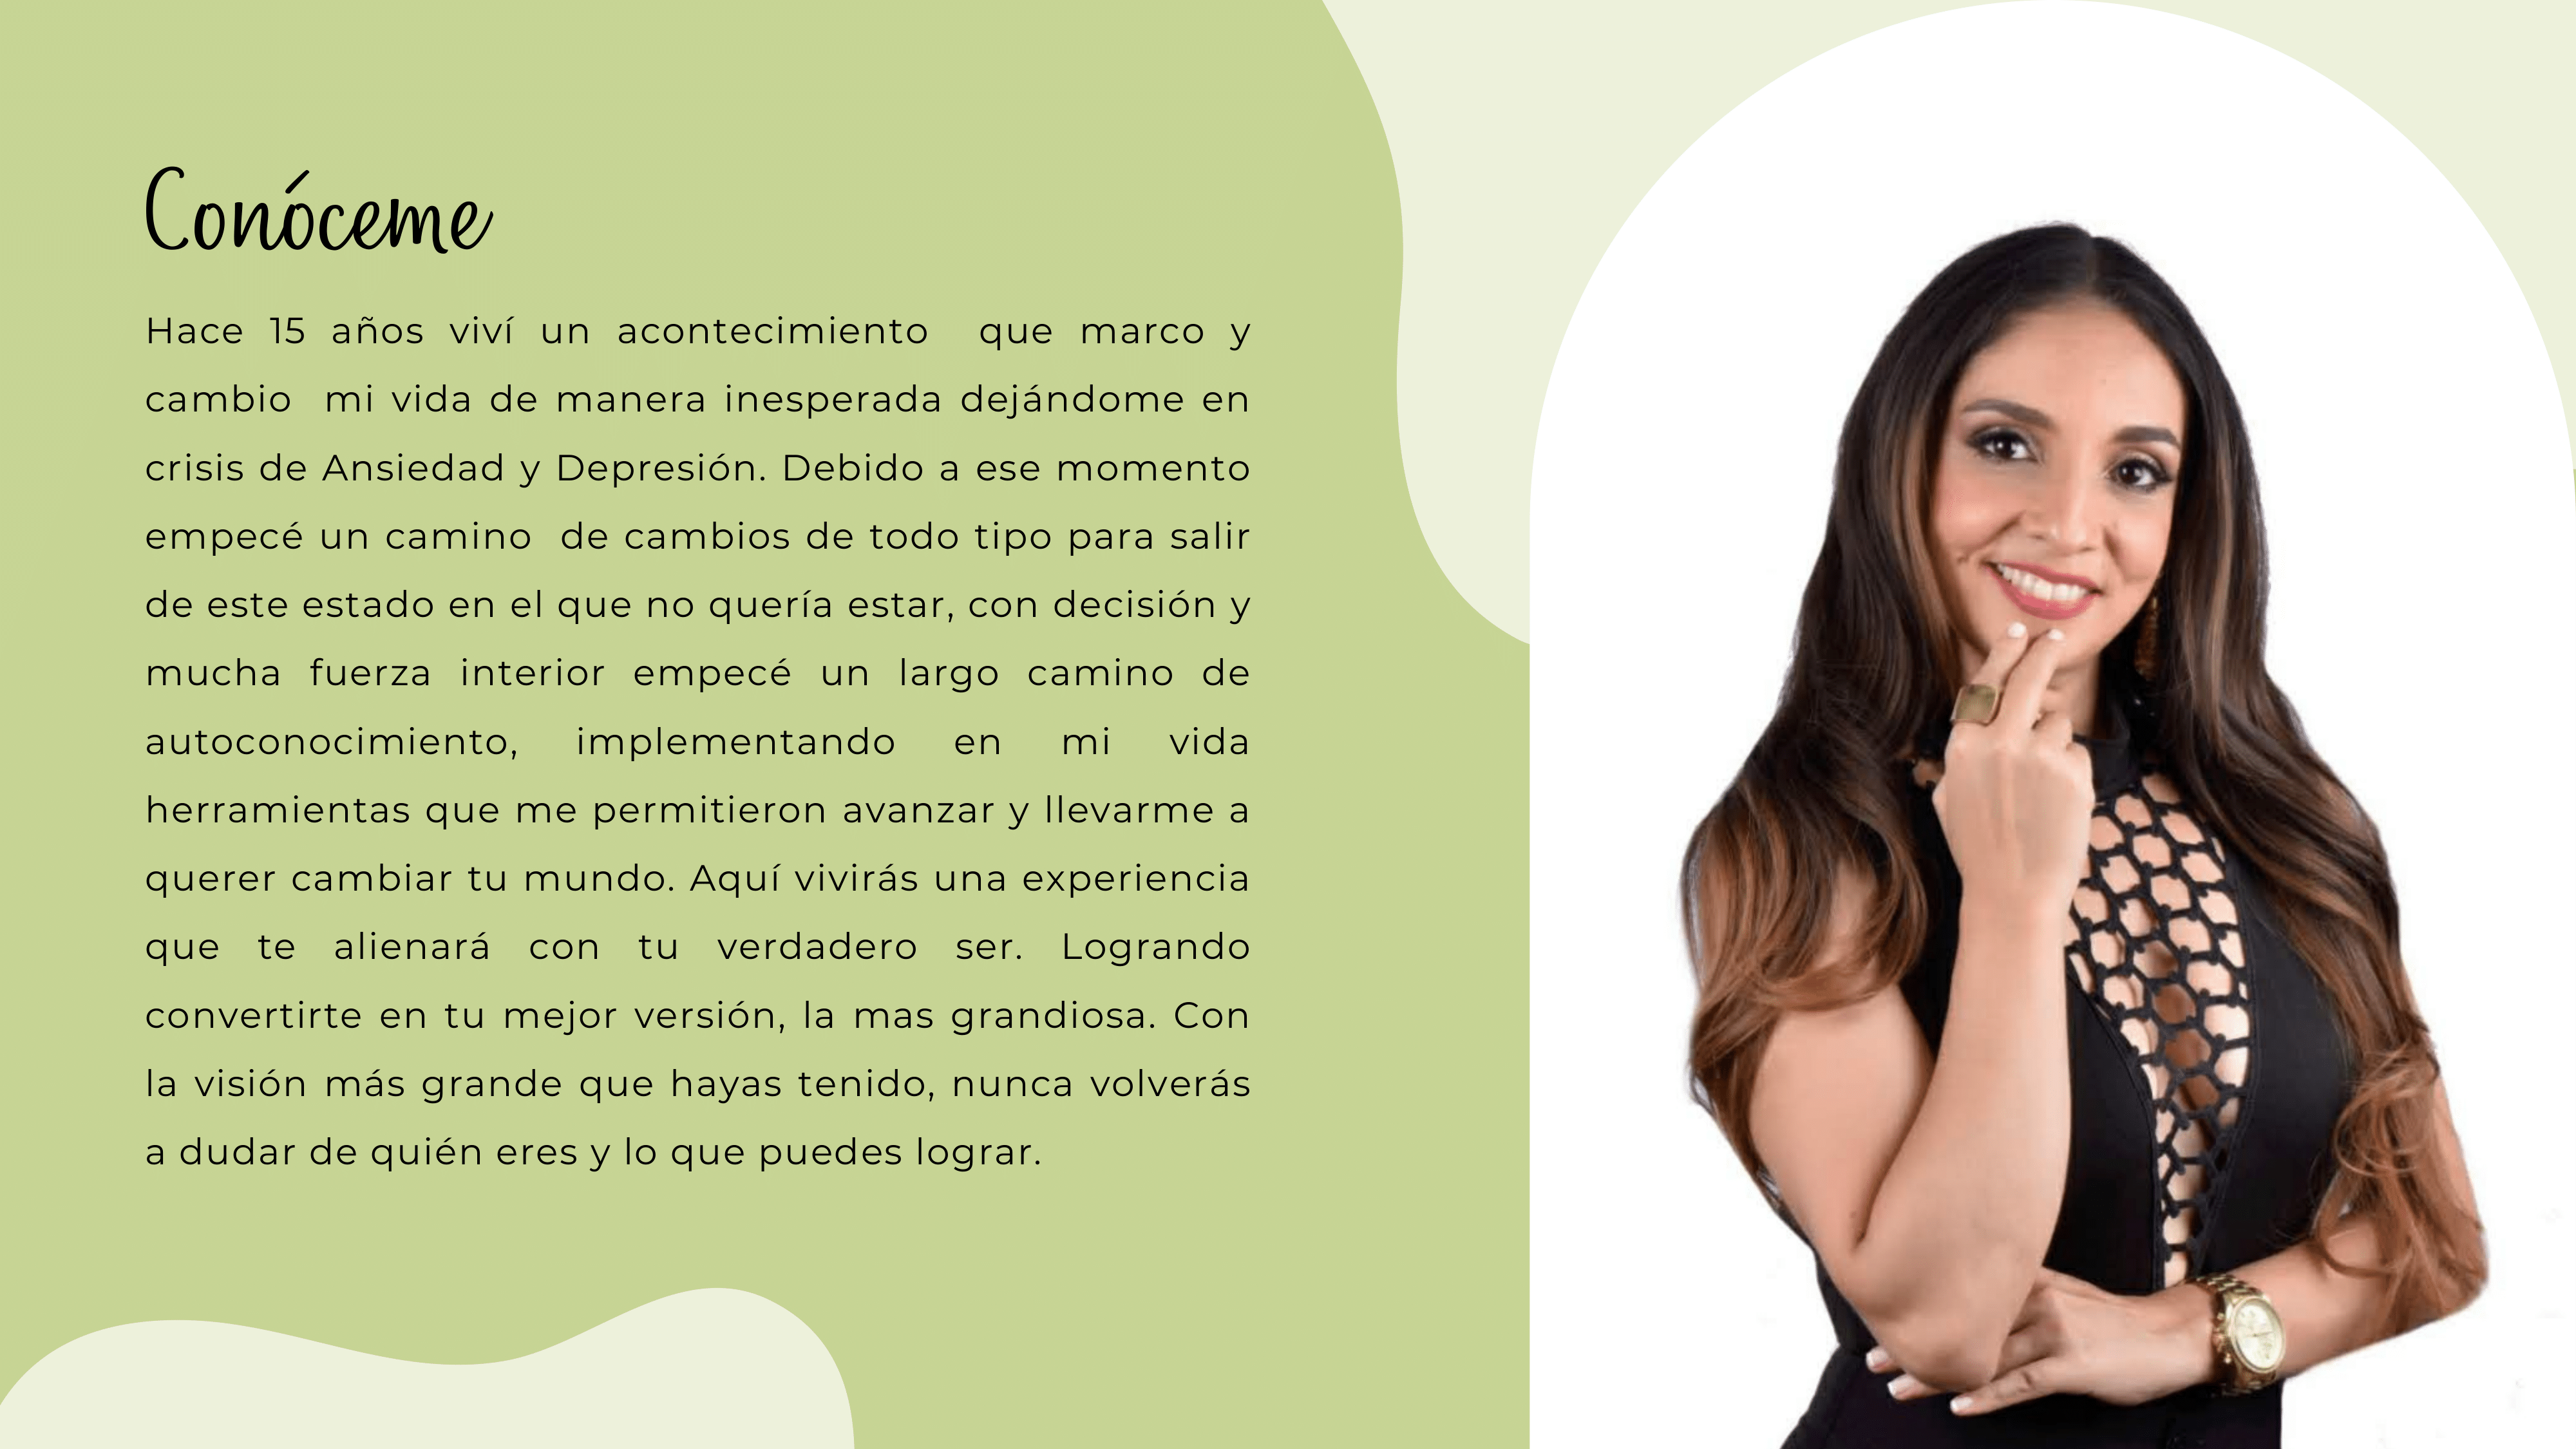 Conóceme
Hace 15 años viví un acontecimiento que marco y
cambio mi vida de manera inesperada dejándome en
crisis de Ansiedad y Depresión. Debido a ese momento
empecé un camino de cambios de todo tipo para salir
de este estado en el que no quería estar, con decisión y
mucha fuerza interior empecé un largo camino de
autoconocimiento, implementando en mi vida
herramientas que me permitieron avanzar y llevarme a
querer cambiar tu mundo. Aquí vivirás una experiencia
que te alienará con tu verdadero ser. Logrando
convertirte en tu mejor versión, la mas grandiosa. Con
la visión más grande que hayas tenido, nunca volverás
a dudar de quién eres y lo que puedes lograr.